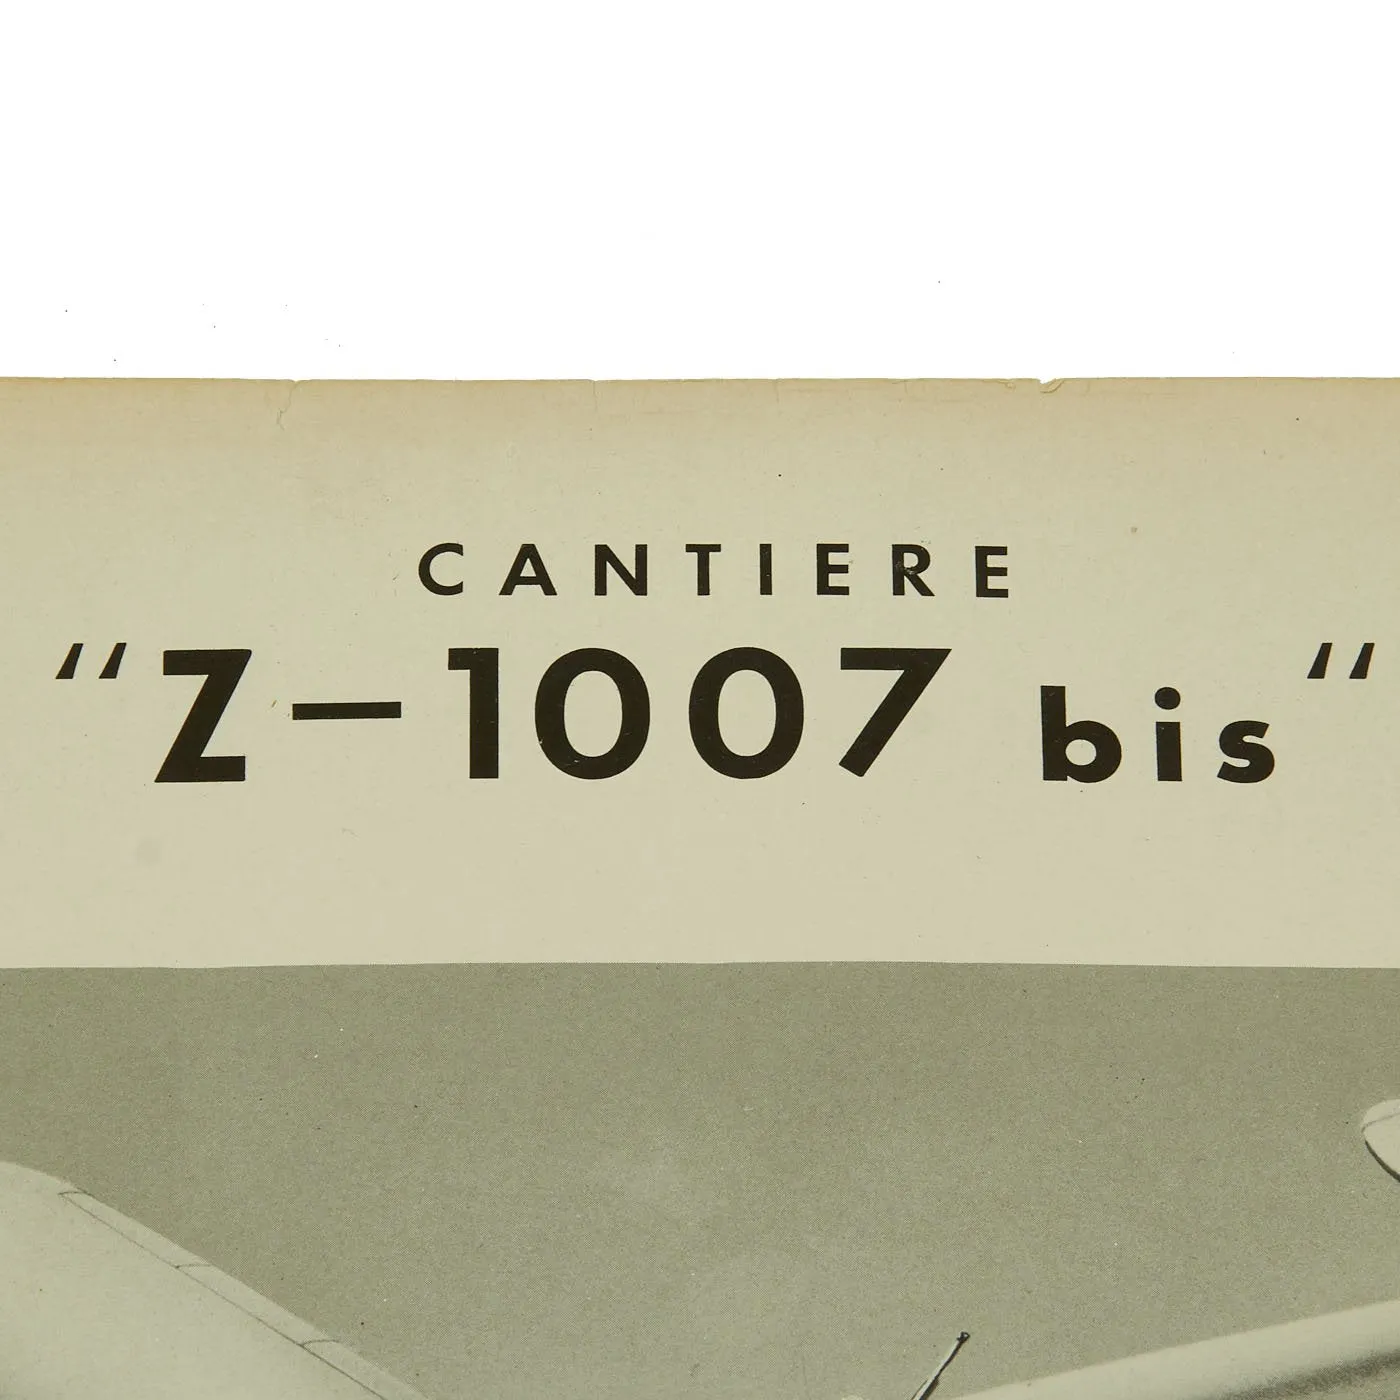 CANTIERE
“Z–1007 bis“